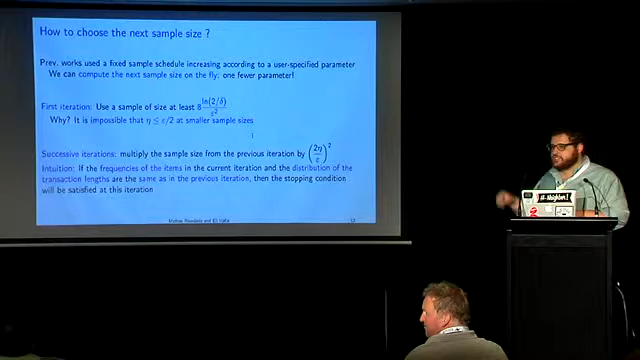 How to choose the next sample size ?
Prev. works used a fixed sample schedule increasing according to a user-specified parameter
We can compute the next sample size on the fly: one fewer parameter!
First iteration: Use a sample of size at least 8 ln(2/δ)/ε²
Why? It is impossible that η ≤ ε/2 at smaller sample sizes
Successive iterations: multiply the sample size from the previous iteration by (2η/ε)²
Intuition: If the frequencies of the items in the current iteration and the distribution of the
transaction lengths are the same as in the previous iteration, then the stopping condition
will be satisfied at this iteration
and Eli
12